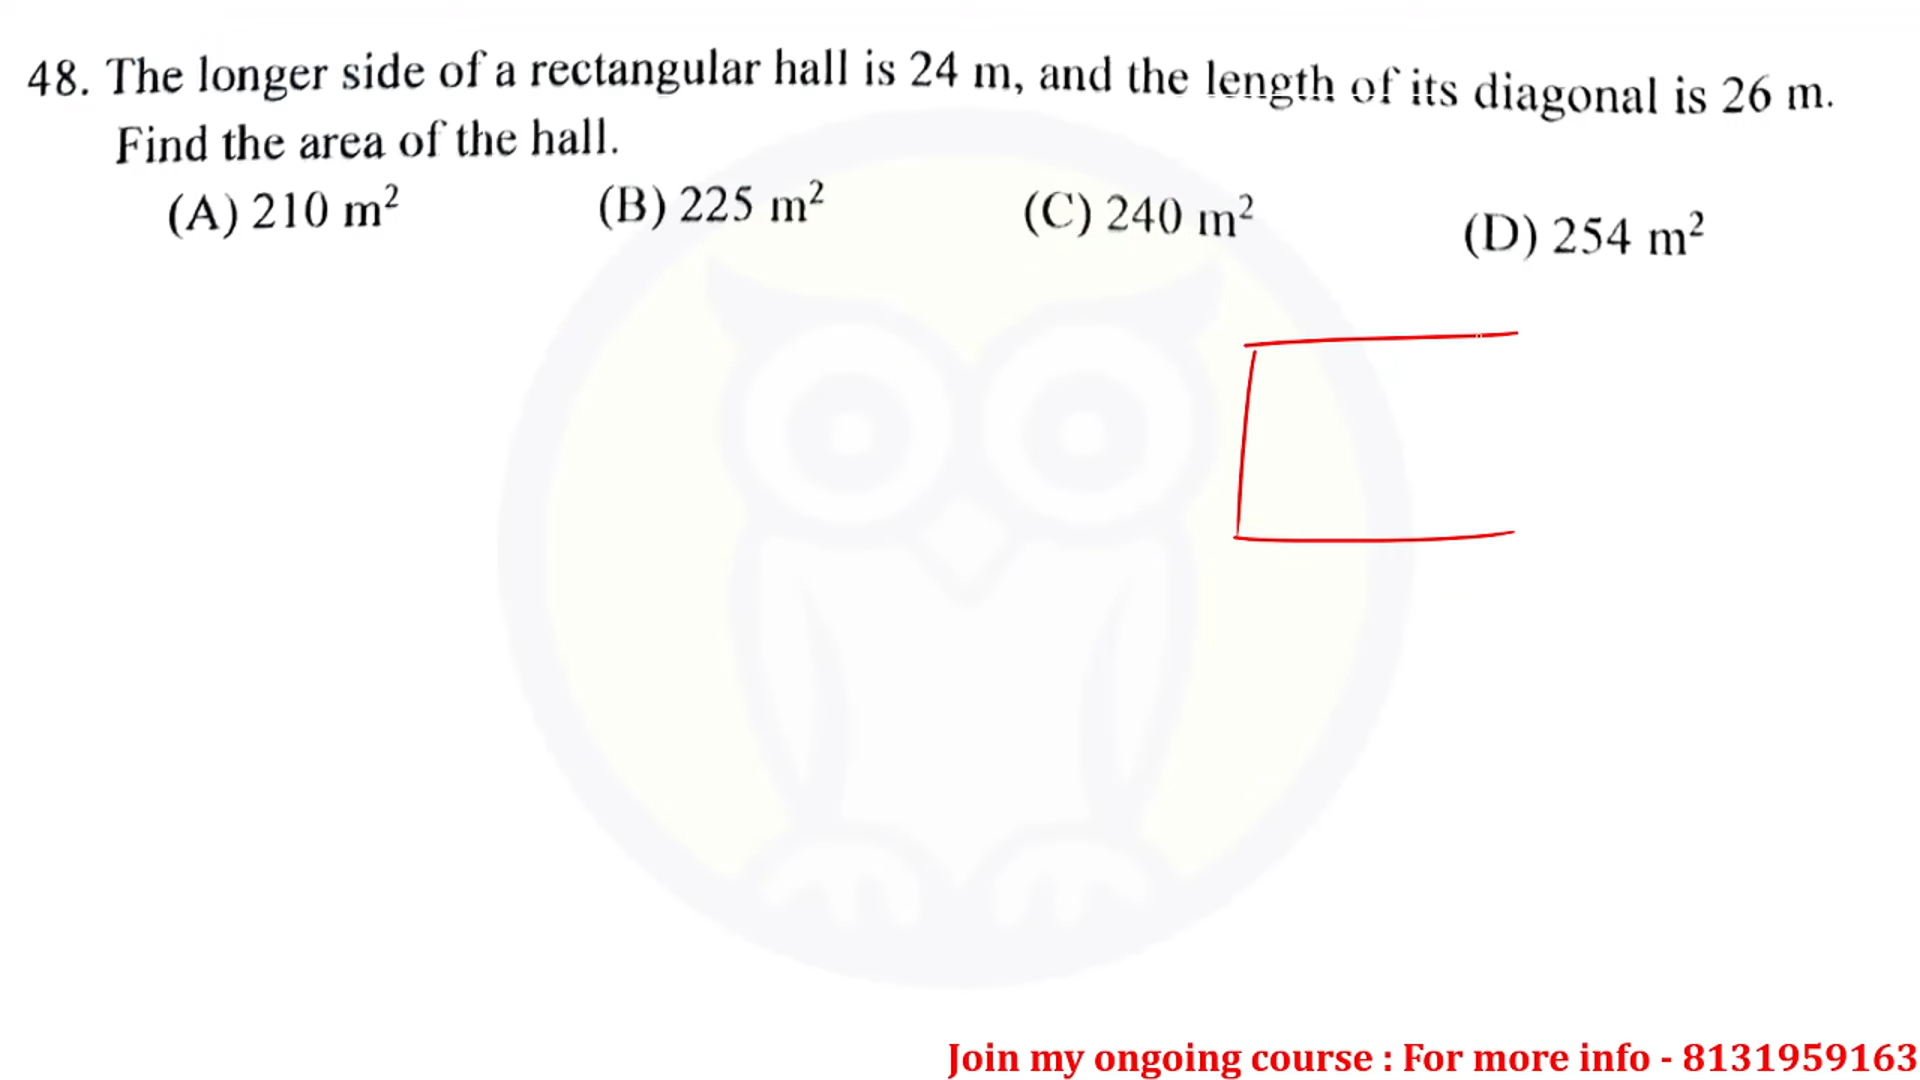 48. The longer side of a rectangular hall is 24 m, and the length of its diagonal is 26 m.
Find the area of the hall.
(A) 210 m² (B) 225 m² (C) 240 m² (D) 254 m²
Join my ongoing course : For more info - 8131959163